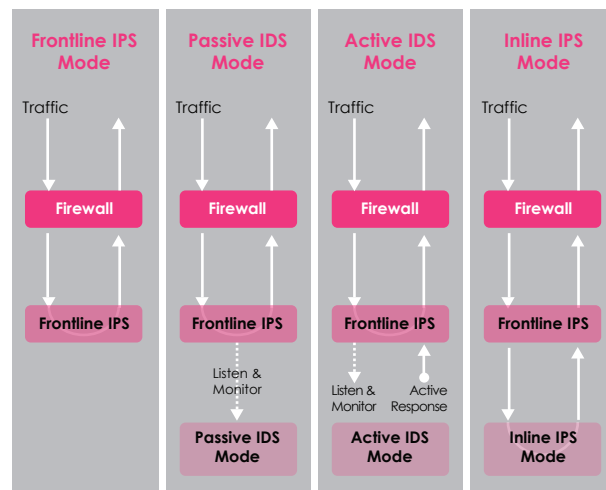 Frontline IPS
Mode
Traffic
Firewall
Frontline IPS
Passive IDS
Mode
Traffic
Firewall
Frontline IPS
Listen &
Monitor
Passive IDS
Mode
Active IDS
Mode
Traffic
Firewall
Frontline IPS
Listen &
Monitor
Active
Response
Active IDS
Mode
Inline IPS
Mode
Traffic
Firewall
Frontline IPS
Inline IPS
Mode